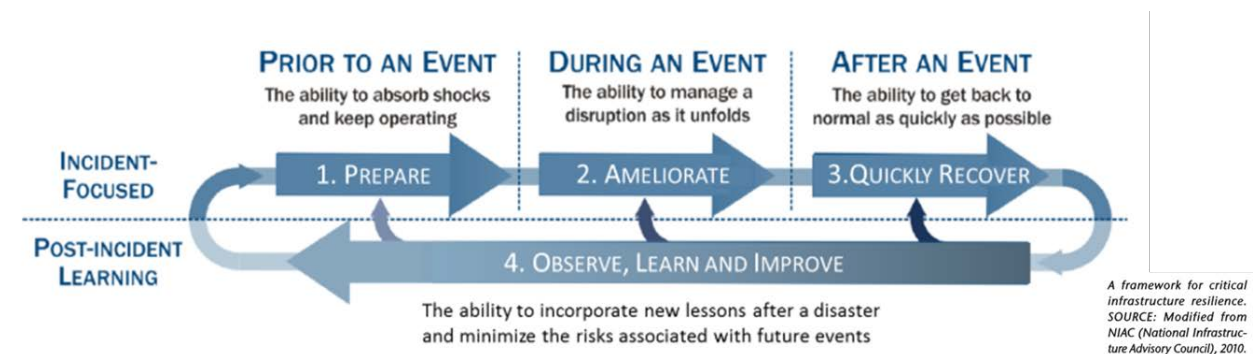 PRIOR TO AN EVENT
The ability to absorb shocks
and keep operating
DURING AN EVENT
The ability to manage a
disruption as it unfolds
AFTER AN EVENT
The ability to get back to
normal as quickly as possible
INCIDENT-
FOCUSED
1. PREPARE
2. AMELIORATE
3.QUICKLY RECOVER
POST-INCIDENT
LEARNING
4. OBSERVE, LEARN AND IMPROVE
The ability to incorporate new lessons after a disaster
and minimize the risks associated with future events
A framework for critical
infrastructure resilience.
SOURCE: Modified from
NIAC (National Infrastruc-
ture Advisory Council), 2010.